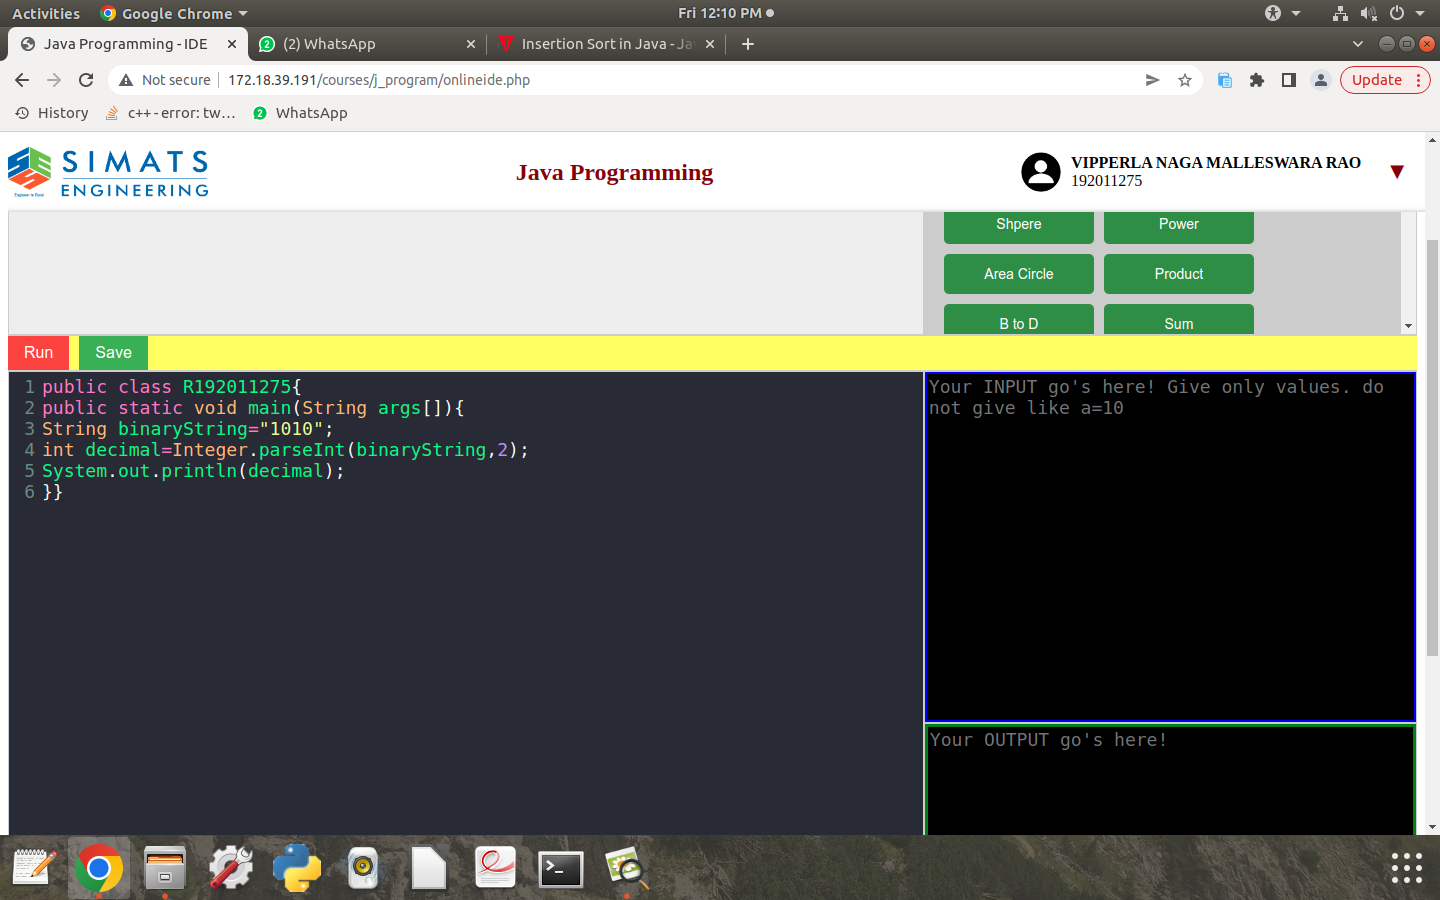 Activities
Google Chrome
Fri 12:10 PM
Java Programming - IDE
(2) WhatsApp
Insertion Sort in Java - Ja
Not secure
172.18.39.191/courses/j_program/onlineide.php
Update
History
c++ - error: tw…
2
WhatsApp
SIMATS
ENGINEERING
Java Programming
VIPPERLA NAGA MALLESWARA RAO
192011275
Shpere
Power
Area Circle
Product
B to D
Sum
Run
Save
1 public class R192011275{
2 public static void main(String args[]){
3 String binaryString="1010";
4 int decimal=Integer.parseInt(binaryString,2);
5 System.out.println(decimal);
6 }}
Your INPUT go's here! Give only values. do
not give like a=10
Your OUTPUT go's here!